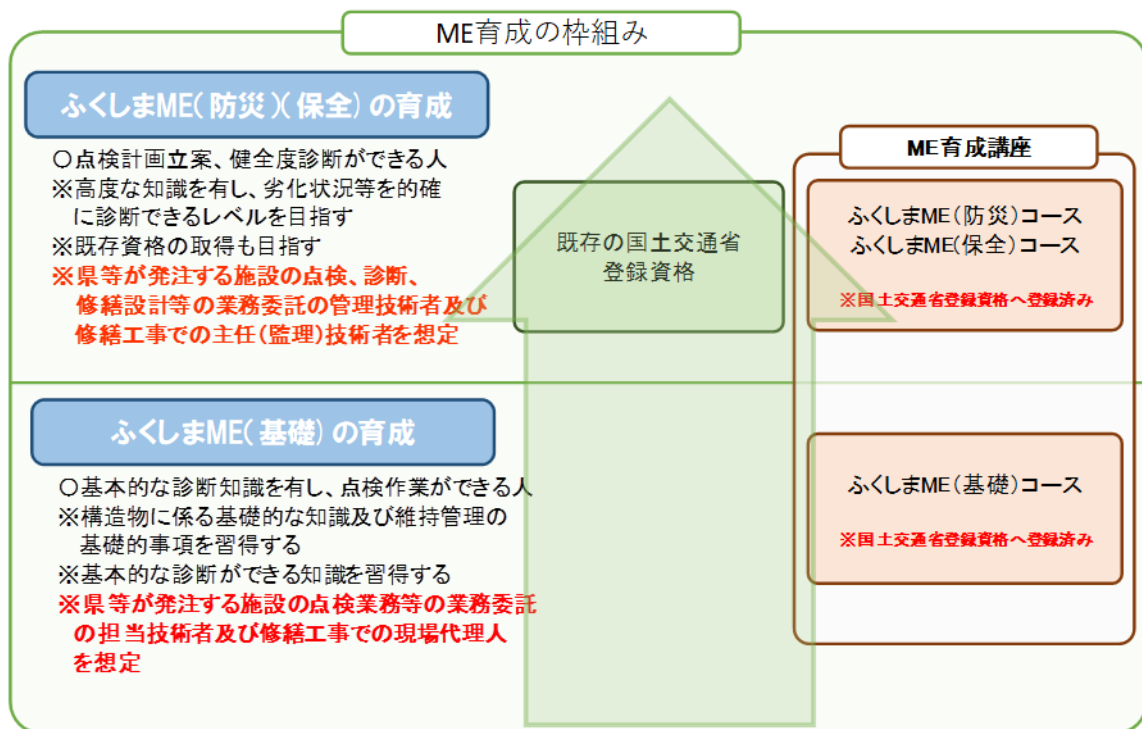 ME育成の枠組み
ふくしまME(防災)(保全)の育成
○点検計画立案、健全度診断ができる人
※高度な知識を有し、劣化状況等を的確
に診断できるレベルを目指す
※既存資格の取得も目指す
※県等が発注する施設の点検、診断、
修繕設計等の業務委託の管理技術者及び
修繕工事での主任(監理)技術者を想定
既存の国土交通省
登録資格
ME育成講座
ふくしまME(防災)コース
ふくしまME(保全)コース
※国土交通省登録資格へ登録済み
ふくしまME(基礎)の育成
○基本的な診断知識を有し、点検作業ができる人
※構造物に係る基礎的な知識及び維持管理の
基礎的事項を習得する
※基本的な診断ができる知識を習得する
※県等が発注する施設の点検業務等の業務委託
の担当技術者及び修繕工事での現場代理人
を想定
ふくしまME(基礎)コース
※国土交通省登録資格へ登録済み